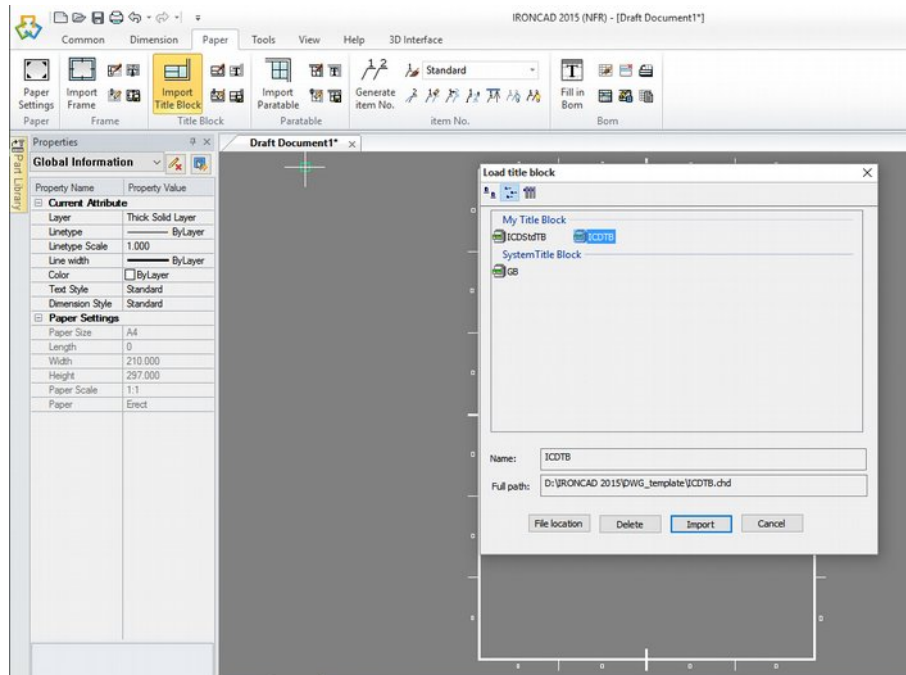 IRONCAD 2015 (NFR) - [Draft Document1*]
Common Dimension Paper Tools View Help 3D Interface
Paper Settings
Import Frame
Import Title Block
Import Paratable
1 2
Generate item No.
Standard
Fill in Bom
Paper Frame Title Block Paratable item No. Bom
Part Library
Properties
Draft Document1*
Global Information
Property Name Property Value
Current Attribute
Layer Thick Solid Layer
Linetype ByLayer
Linetype Scale 1.000
Line width ByLayer
Color ByLayer
Text Style Standard
Dimension Style Standard
Paper Settings
Paper Size A4
Length 0
Width 210.000
Height 297.000
Paper Scale 1:1
Paper Erect
Load title block
My Title Block
ICDStdTB ICDTB
SystemTitle Block
GB
Name: ICDTB
Full path: D:\IRONCAD 2015\DWG_template\ICDTB.chd
File location Delete Import Cancel